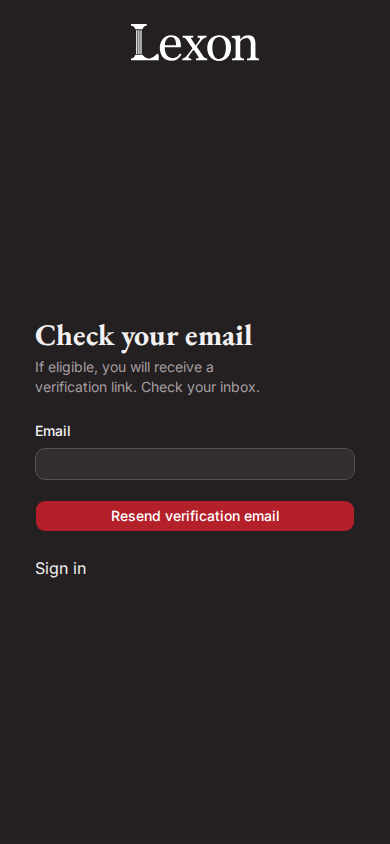 Lexon
Check your email
If eligible, you will receive a
verification link. Check your inbox.
Email
Resend verification email
Sign in